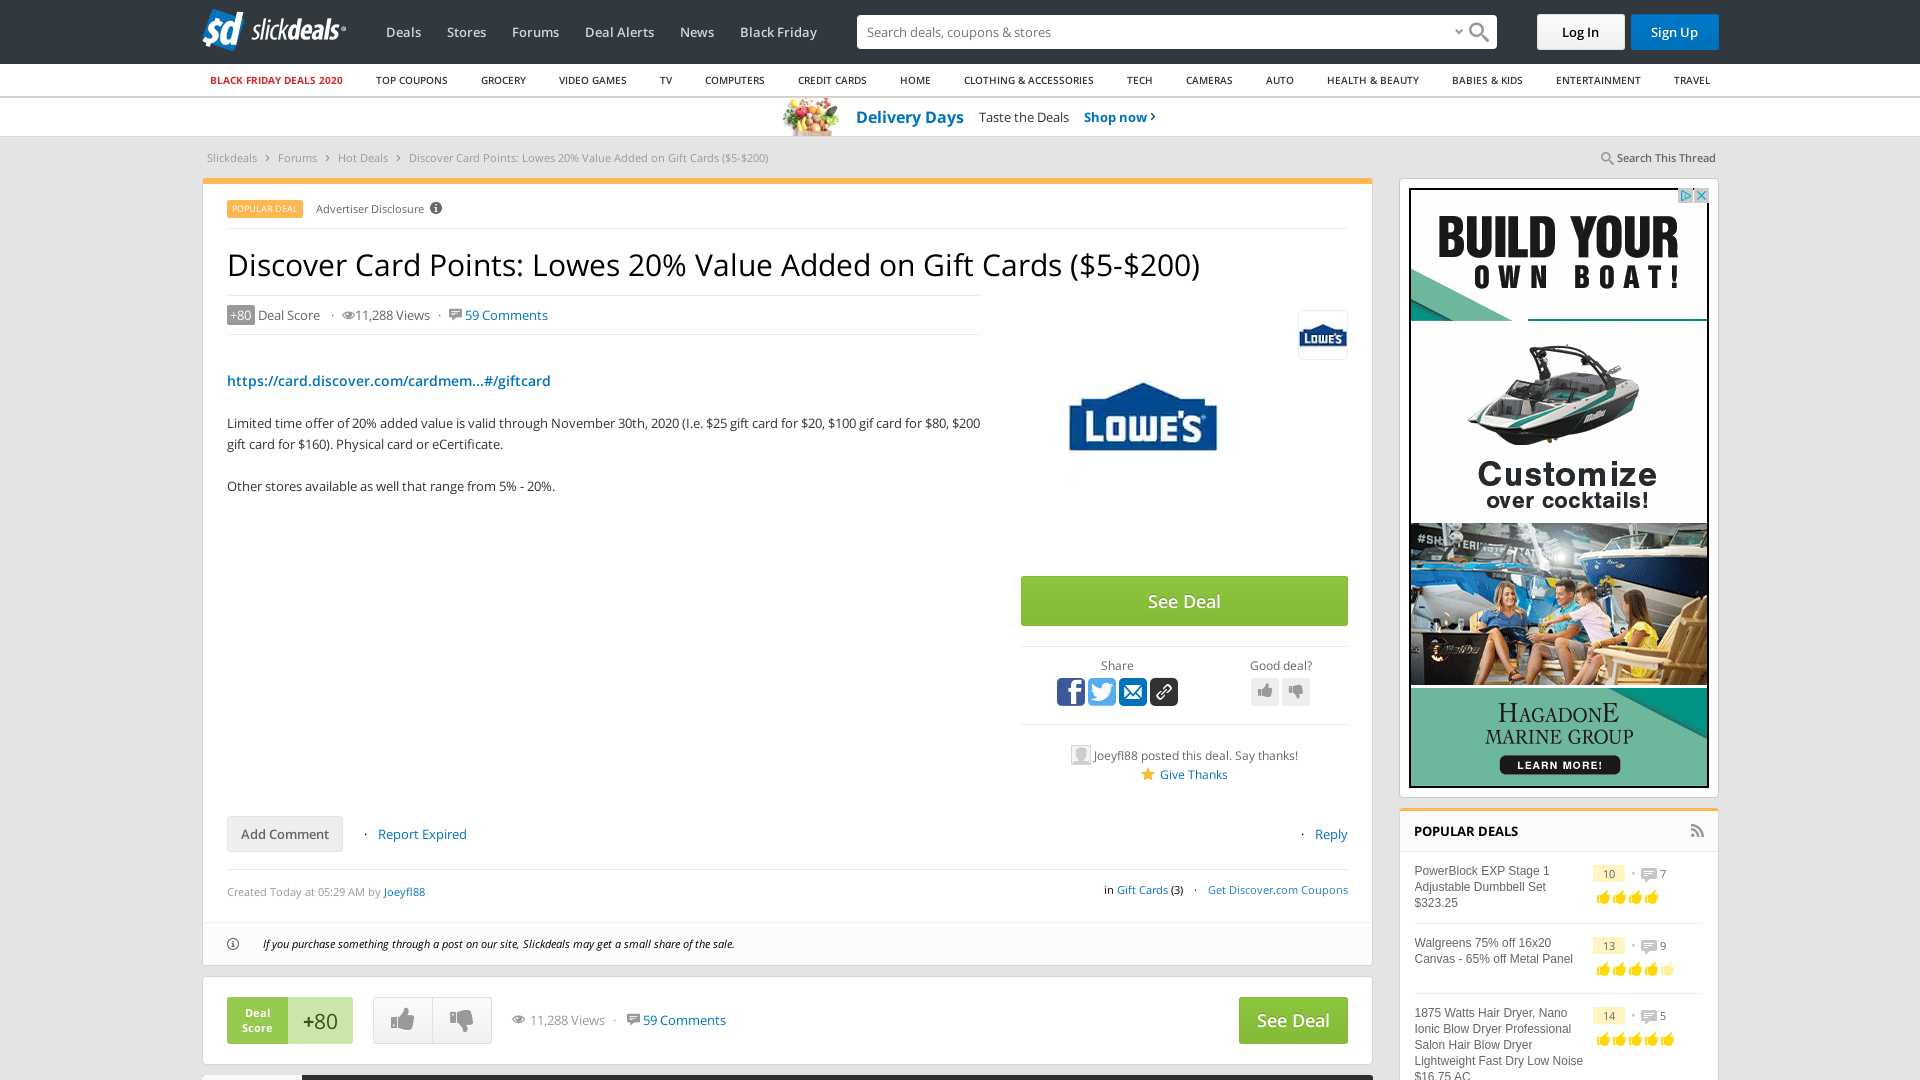 slickdeals
Deals
Stores
Forums
Deal Alerts
News
Black Friday
Search deals, coupons & stores
Log In
Sign Up
BLACK FRIDAY DEALS 2020
TOP COUPONS
GROCERY
VIDEO GAMES
TV
COMPUTERS
CREDIT CARDS
HOME
CLOTHING & ACCESSORIES
TECH
CAMERAS
AUTO
HEALTH & BEAUTY
BABIES & KIDS
ENTERTAINMENT
TRAVEL
Delivery Days Taste the Deals Shop now ›
Slickdeals › Forums › Hot Deals › Discover Card Points: Lowes 20% Value Added on Gift Cards ($5-$200)
Search This Thread
POPULAR DEAL
Advertiser Disclosure
Discover Card Points: Lowes 20% Value Added on Gift Cards ($5-$200)
+80 Deal Score · 11,288 Views · 59 Comments
https://card.discover.com/cardmem...#/giftcard
Limited time offer of 20% added value is valid through November 30th, 2020 (I.e. $25 gift card for $20, $100 gif card for $80, $200
gift card for $160). Physical card or eCertificate.
Other stores available as well that range from 5% - 20%.
LOWE'S
LOWE'S
See Deal
Share
Good deal?
Joeyfl88 posted this deal. Say thanks!
Give Thanks
Add Comment
· Report Expired
· Reply
Created Today at 05:29 AM by Joeyfl88
in Gift Cards (3) · Get Discover.com Coupons
If you purchase something through a post on our site, Slickdeals may get a small share of the sale.
Deal
Score
+80
11,288 Views · 59 Comments
See Deal
BUILD YOUR
OWN BOAT!
Customize
over cocktails!
HAGADONE
MARINE GROUP
LEARN MORE!
POPULAR DEALS
PowerBlock EXP Stage 1
Adjustable Dumbbell Set
$323.25
10 • 7
Walgreens 75% off 16x20
Canvas - 65% off Metal Panel
13 • 9
1875 Watts Hair Dryer, Nano
Ionic Blow Dryer Professional
Salon Hair Blow Dryer
Lightweight Fast Dry Low Noise
$16.75 AC
14 • 5